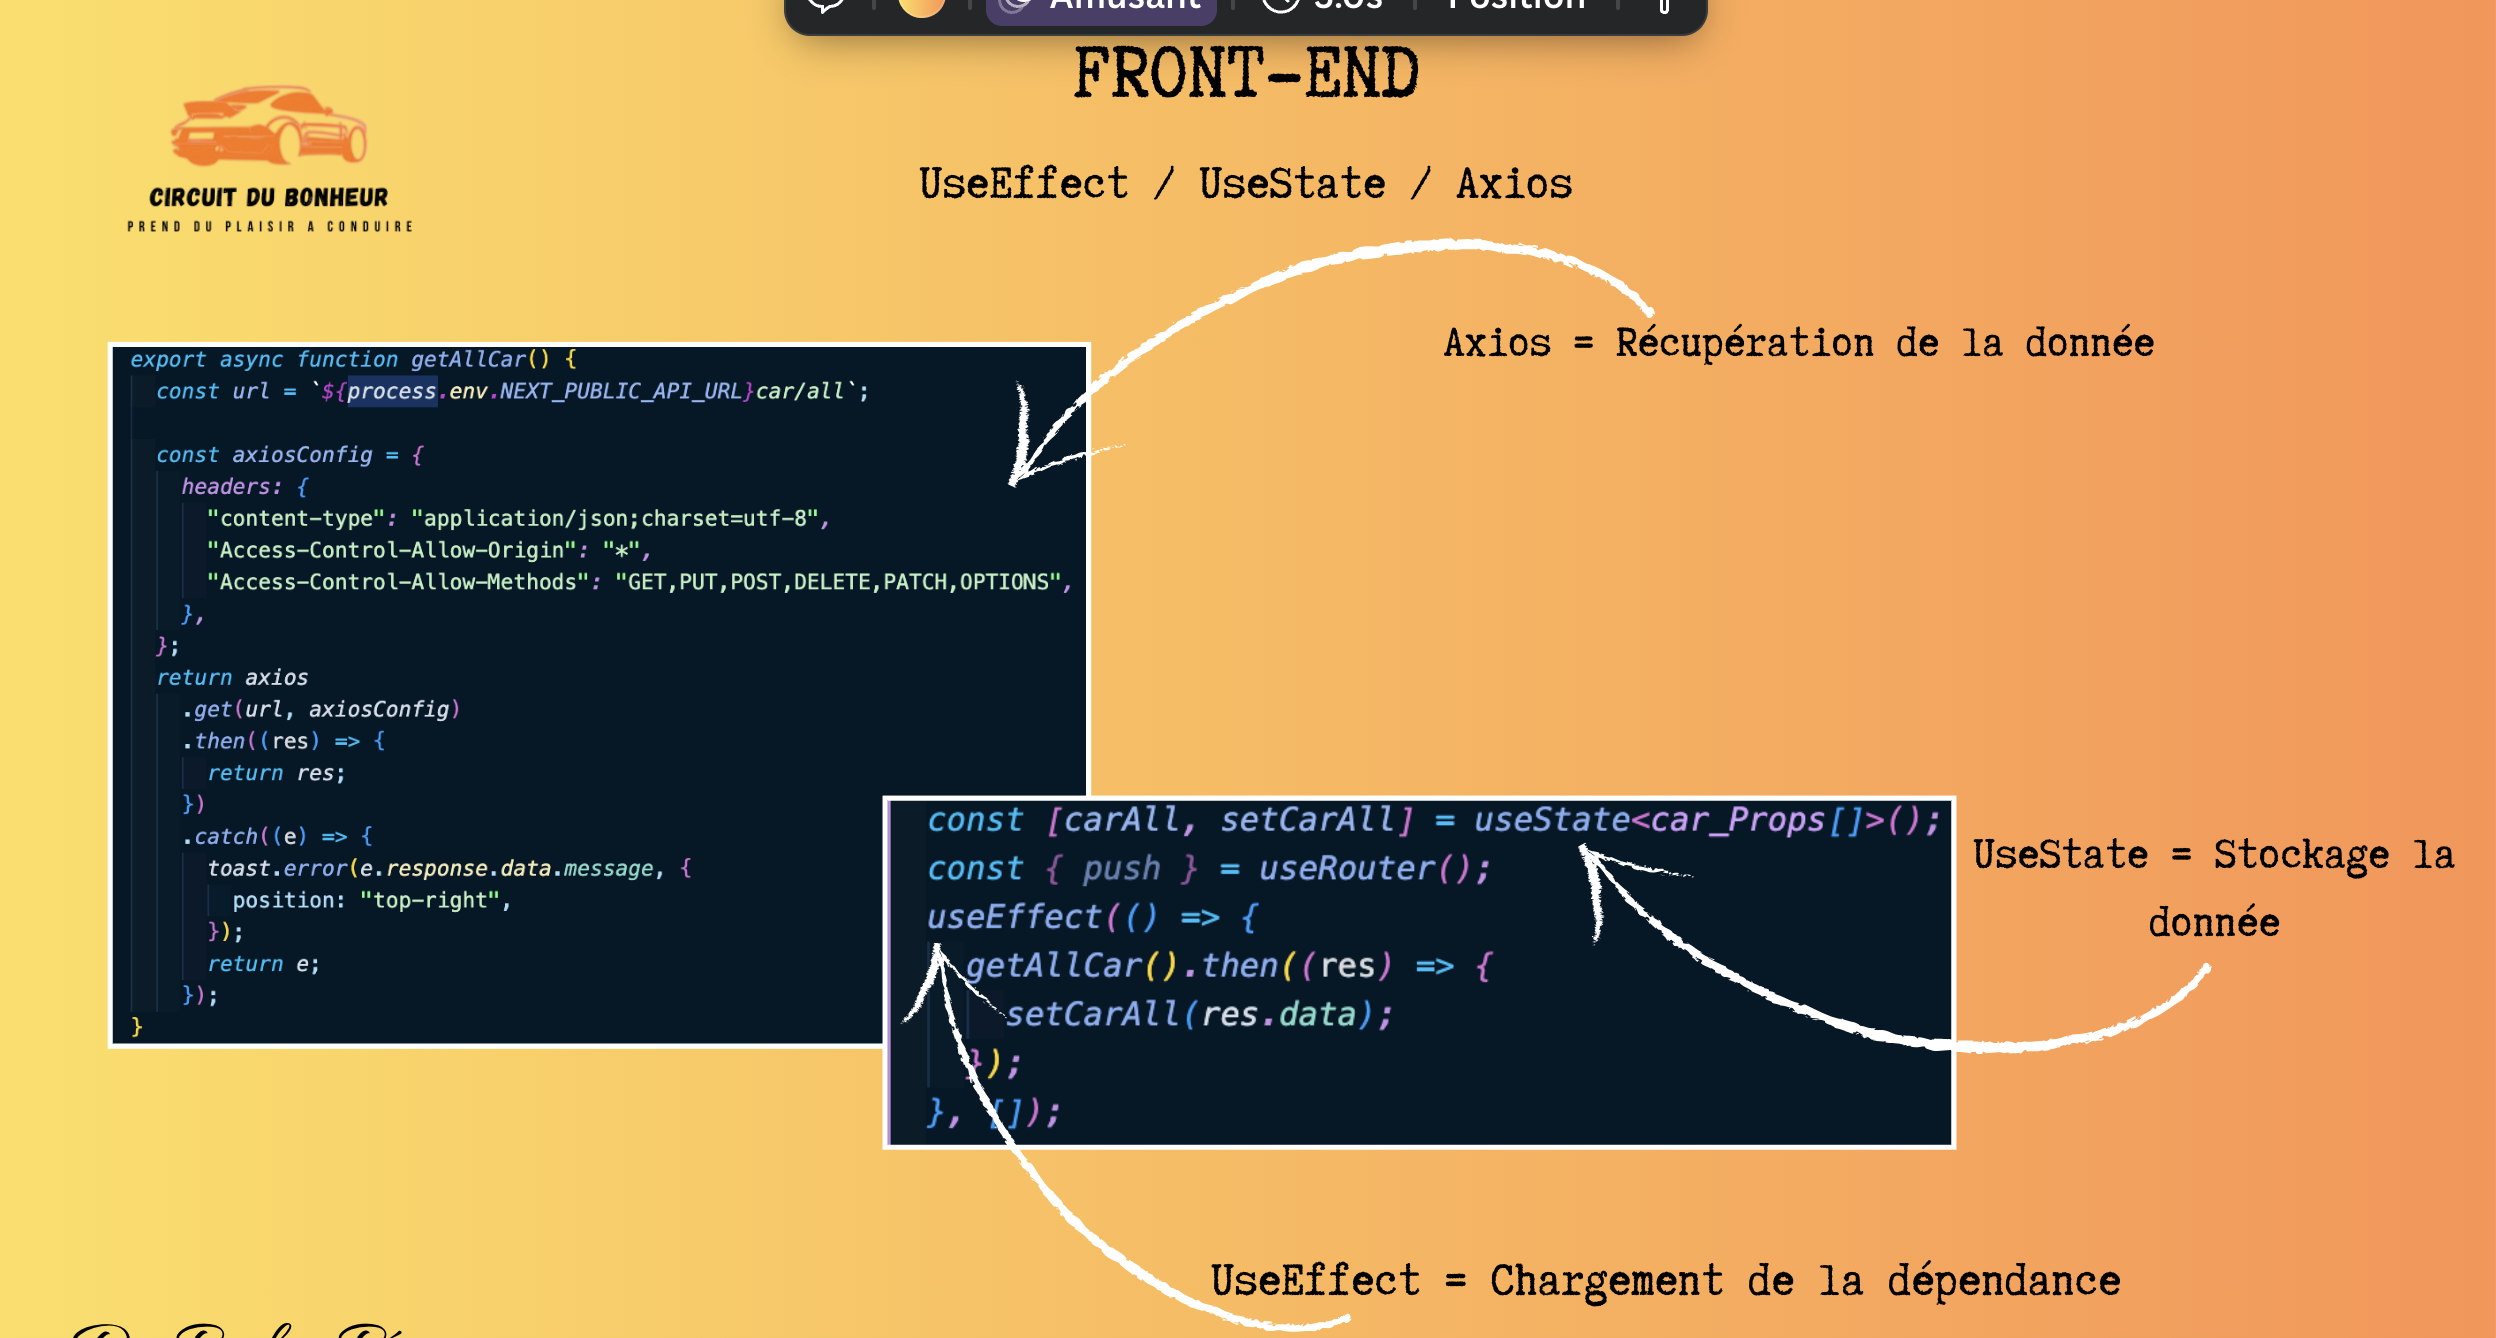 Amusant
Position
FRONT-END
UseEffect / UseState / Axios
CIRCUIT DU BONHEUR
PREND DU PLAISIR A CONDUIRE
Axios = Récupération de la donnée
export async function getAllCar() {
const url = `${process.env.NEXT_PUBLIC_API_URL}car/all`;
const axiosConfig = {
headers: {
"content-type": "application/json;charset=utf-8",
"Access-Control-Allow-Origin": "*",
"Access-Control-Allow-Methods": "GET,PUT,POST,DELETE,PATCH,OPTIONS",
},
};
return axios
.get(url, axiosConfig)
.then((res) => {
return res;
})
.catch((e) => {
toast.error(e.response.data.message, {
position: "top-right",
});
return e;
});
}
const [carAll, setCarAll] = useState<car_Props[]>();
const { push } = useRouter();
useEffect(() => {
getAllCar().then((res) => {
setCarAll(res.data);
});
}, []);
UseState = Stockage la
donnée
UseEffect = Chargement de la dépendance